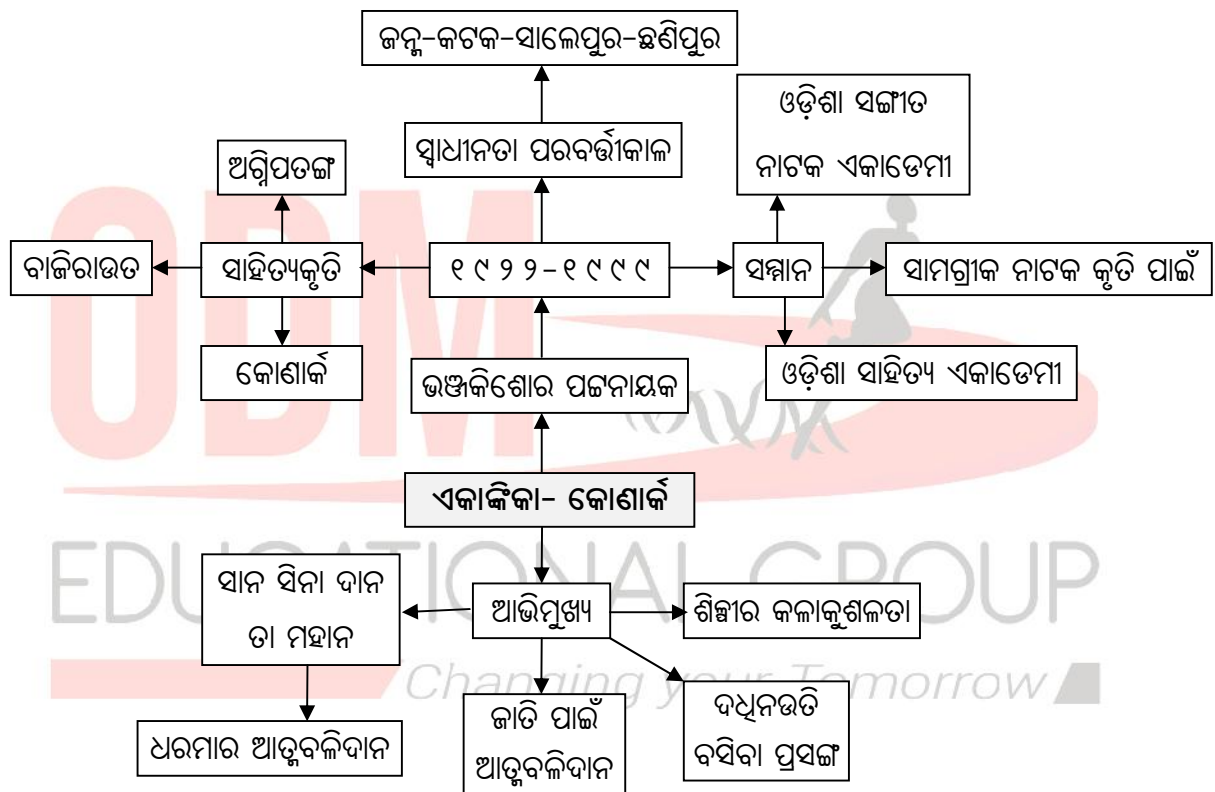 ଜନ୍ମ-କଟକ-ସାଲେପୁର-ଛଣିପୁର
ଓଡ଼ିଶା ସଙ୍ଗୀତ
ନାଟକ ଏକାଡେମୀ
ସ୍ୱାଧୀନତା ପରବର୍ତ୍ତୀକାଳ
ଅଗ୍ନିପତଙ୍ଗ
ବାଜିରାଉତ
ସାହିତ୍ୟକୃତି
୧୯୨୨-୧୯୯୯
ସମ୍ମାନ
ସାମଗ୍ରୀକ ନାଟକ କୃତି ପାଇଁ
କୋଣାର୍କ
ଭଞ୍ଜକିଶୋର ପଟ୍ଟନାୟକ
ଓଡ଼ିଶା ସାହିତ୍ୟ ଏକାଡେମୀ
ଏକାଙ୍କିକା- କୋଣାର୍କ
ସାନ ସିନା ଦାନ
ତା ମହାନ
ଆଭିମୁଖ୍ୟ
ଶିଳ୍ପୀର କଳାକୁଶଳତା
ଧରମାର ଆତ୍ମବଳିଦାନ
ଜାତି ପାଇଁ
ଆତ୍ମବଳିଦାନ
ଦଧିନଉତି
ବସିବା ପ୍ରସଙ୍ଗ
ODM
EDUCATIONAL GROUP
Changing your Tomorrow